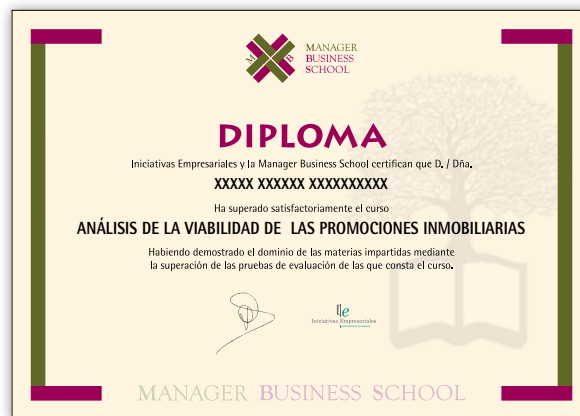 M B
MANAGER
BUSINESS
SCHOOL
DIPLOMA
Iniciativas Empresariales y la Manager Business School certifican que D. / Dña.
XXXXX XXXXXX XXXXXXXXXX
Ha superado satisfactoriamente el curso
ANÁLISIS DE LA VIABILIDAD DE LAS PROMOCIONES INMOBILIARIAS
Habiendo demostrado el dominio de las materias impartidas mediante
la superación de las pruebas de evaluación de las que consta el curso.
Iniciativas Empresariales
MANAGER BUSINESS SCHOOL